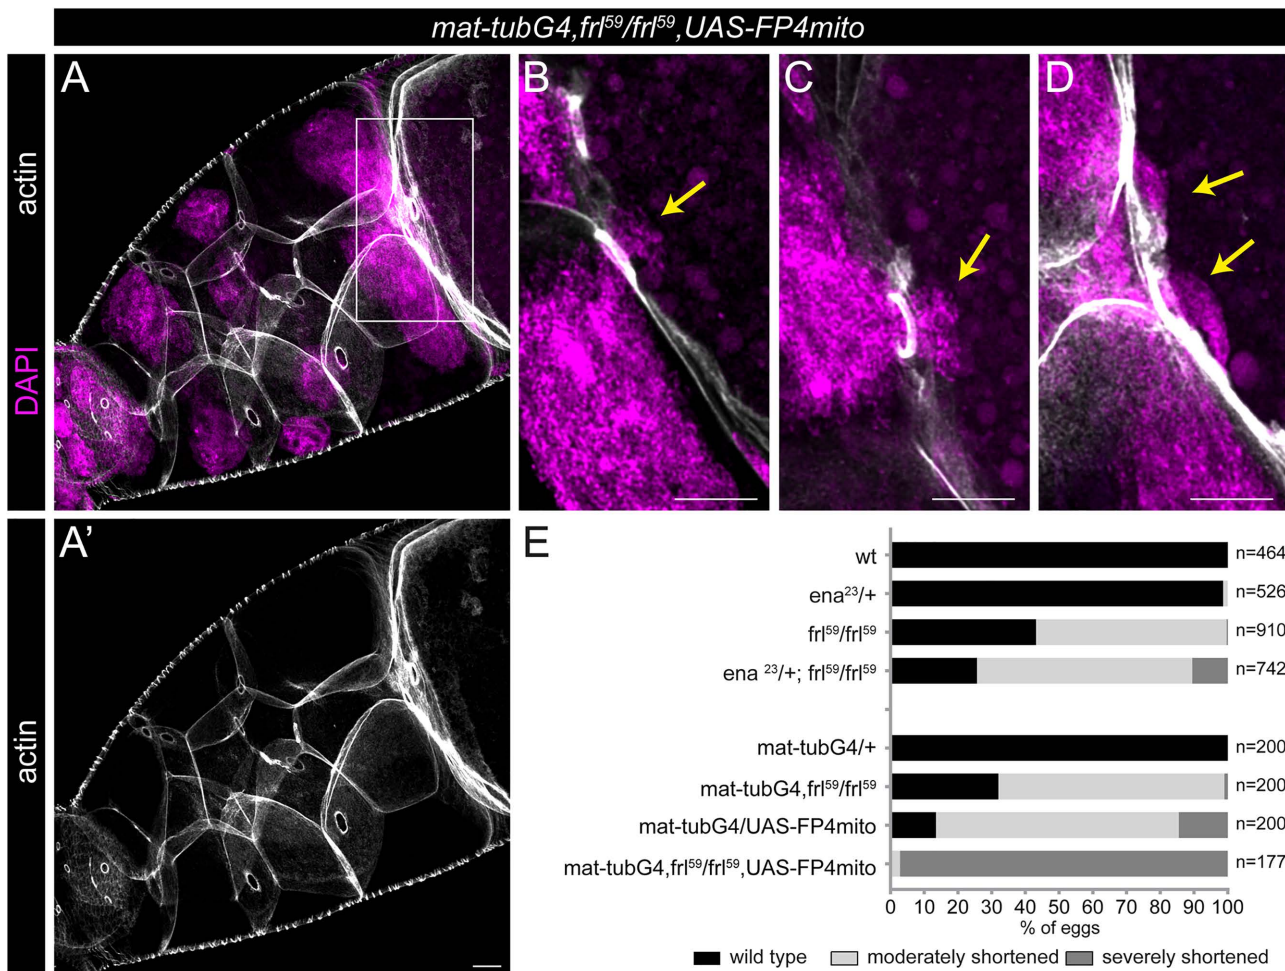 mat-tubG4,frl⁵⁹/frl⁵⁹,UAS-FP4mito
A
B
C
D
actin
DAPI
A'
actin
E
wt n=464
ena²³/+ n=526
frl⁵⁹/frl⁵⁹ n=910
ena ²³/+; frl⁵⁹/frl⁵⁹ n=742
mat-tubG4/+ n=200
mat-tubG4,frl⁵⁹/frl⁵⁹ n=200
mat-tubG4/UAS-FP4mito n=200
mat-tubG4,frl⁵⁹/frl⁵⁹,UAS-FP4mito n=177
0 10 20 30 40 50 60 70 80 90 100
% of eggs
wild type moderately shortened severely shortened